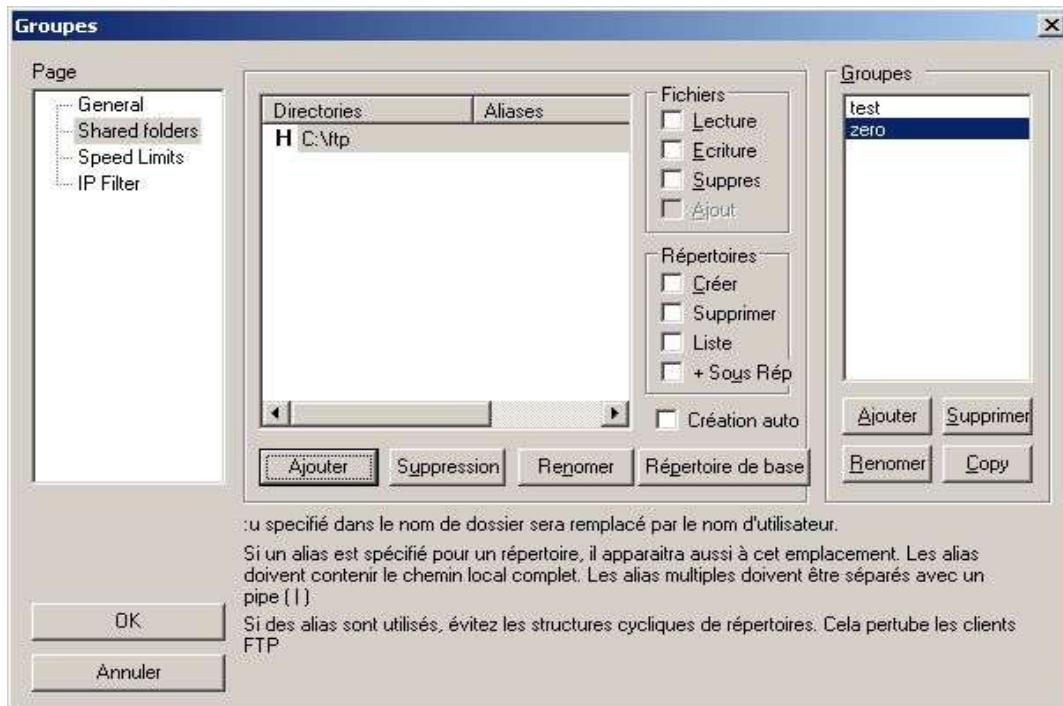 Groupes
Page
General
Shared folders
Speed Limits
IP Filter
Directories Aliases
H C:\ftp
Fichiers
Lecture
Ecriture
Suppres
Ajout
Répertoires
Créer
Supprimer
Liste
+ Sous Rép
Création auto
Ajouter Suppression Renomer Répertoire de base
Groupes
test
zero
Ajouter Supprimer
Renomer Copy
:u specifié dans le nom de dossier sera remplacé par le nom d'utilisateur.
Si un alias est spécifié pour un répertoire, il apparaitra aussi à cet emplacement. Les alias
doivent contenir le chemin local complet. Les alias multiples doivent être séparés avec un
pipe ( | )
Si des alias sont utilisés, évitez les structures cycliques de répertoires. Cela pertube les clients
FTP
OK
Annuler